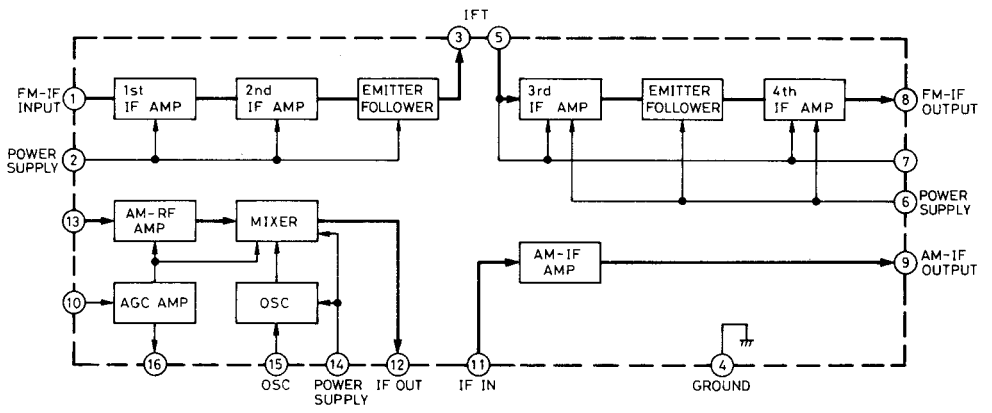 IFT
3
5
FM-IF
INPUT
1
1st
IF AMP
2nd
IF AMP
EMITTER
FOLLOWER
3rd
IF AMP
EMITTER
FOLLOWER
4th
IF AMP
8
FM-IF
OUTPUT
POWER
SUPPLY
2
7
6
POWER
SUPPLY
13
AM-RF
AMP
MIXER
AM-IF
AMP
9
AM-IF
OUTPUT
10
AGC AMP
OSC
16
15
14
12
11
4
OSC
POWER
SUPPLY
IF OUT
IF IN
GROUND